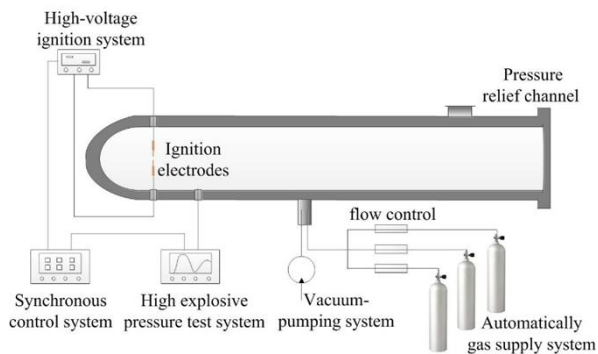 High-voltage
ignition system
Pressure
relief channel
Ignition
electrodes
flow control
Synchronous
control system
High explosive
pressure test system
Vacuum-
pumping system
Automatically
gas supply system